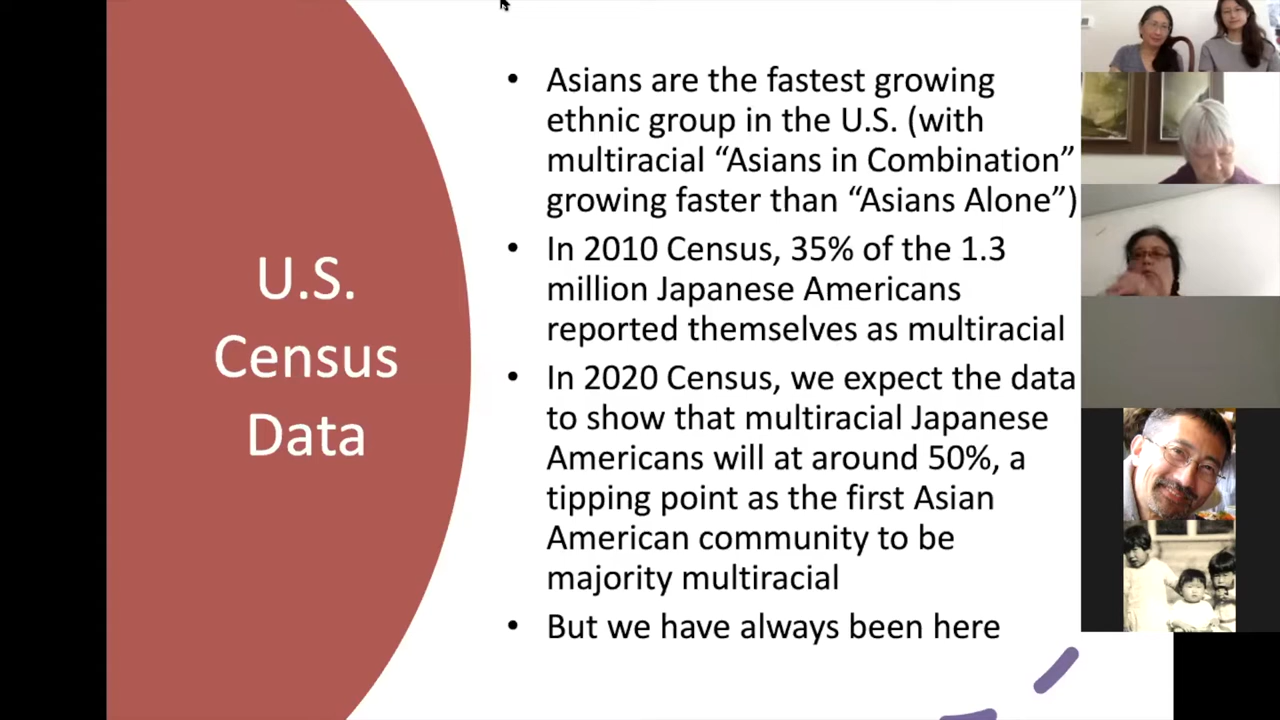 U.S.
Census
Data
• Asians are the fastest growing
ethnic group in the U.S. (with
multiracial “Asians in Combination”
growing faster than “Asians Alone”)
• In 2010 Census, 35% of the 1.3
million Japanese Americans
reported themselves as multiracial
• In 2020 Census, we expect the data
to show that multiracial Japanese
Americans will at around 50%, a
tipping point as the first Asian
American community to be
majority multiracial
• But we have always been here